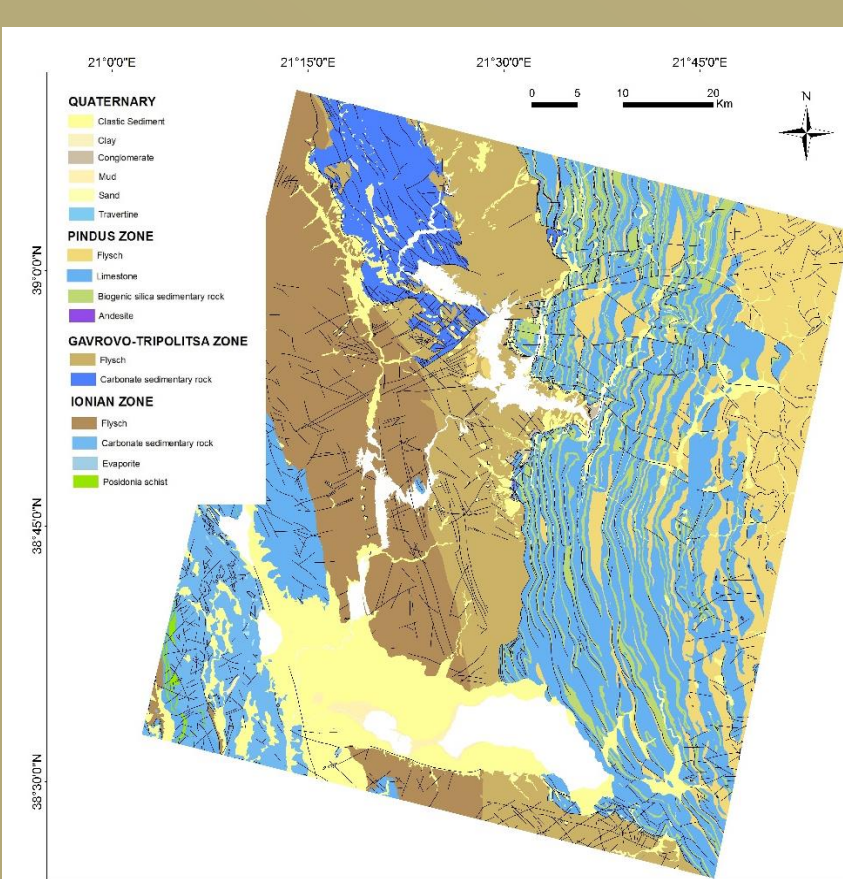 21°0'0"E 21°15'0"E 21°30'0"E 21°45'0"E
0 5 10 20
Km
N
QUATERNARY
Clastic Sediment
Clay
Conglomerate
Mud
Sand
Travertine
PINDUS ZONE
Flysch
Limestone
Biogenic silica sedimentary rock
Andesite
GAVROVO-TRIPOLITSA ZONE
Flysch
Carbonate sedimentary rock
IONIAN ZONE
Flysch
Carbonate sedimentary rock
Evaporite
Posidonia schist
39°0'0"N
38°45'0"N
38°30'0"N